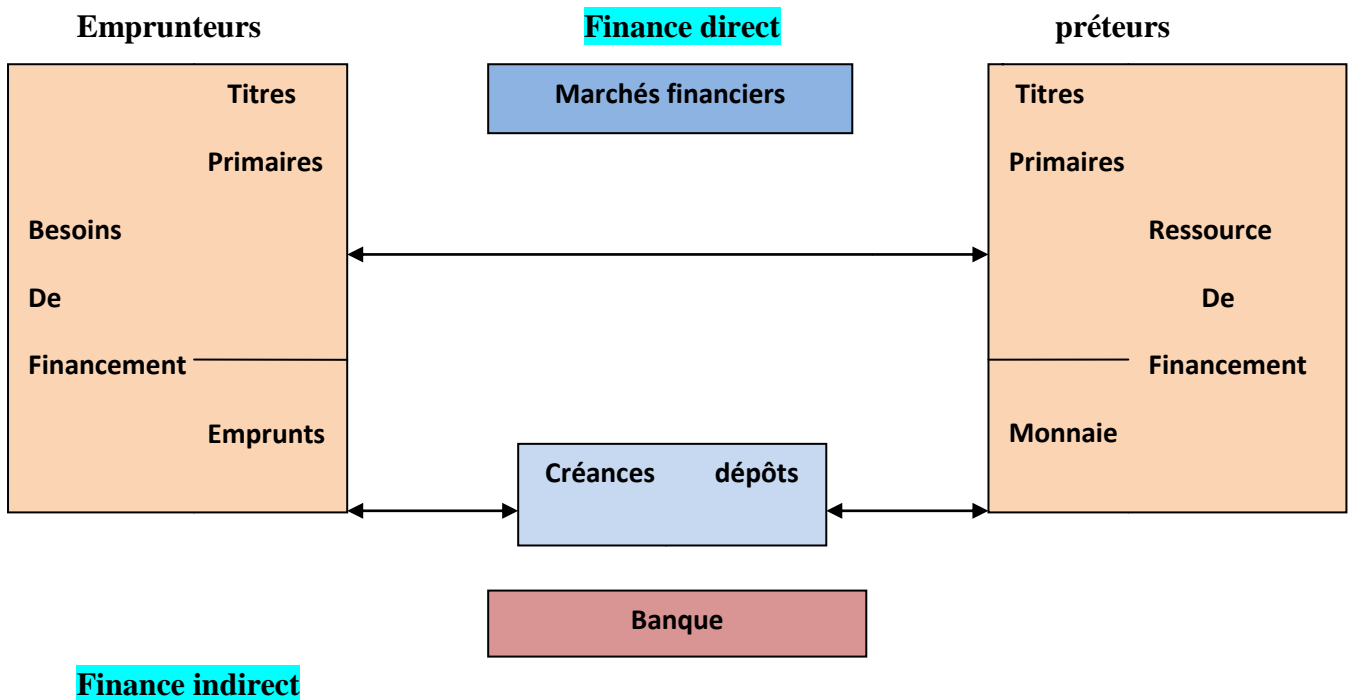 Emprunteurs Finance direct préteurs
Titres Marchés financiers Titres
Primaires Primaires
Besoins Ressource
De De
Financement Financement
Emprunts Monnaie
Créances dépôts
Banque
Finance indirect